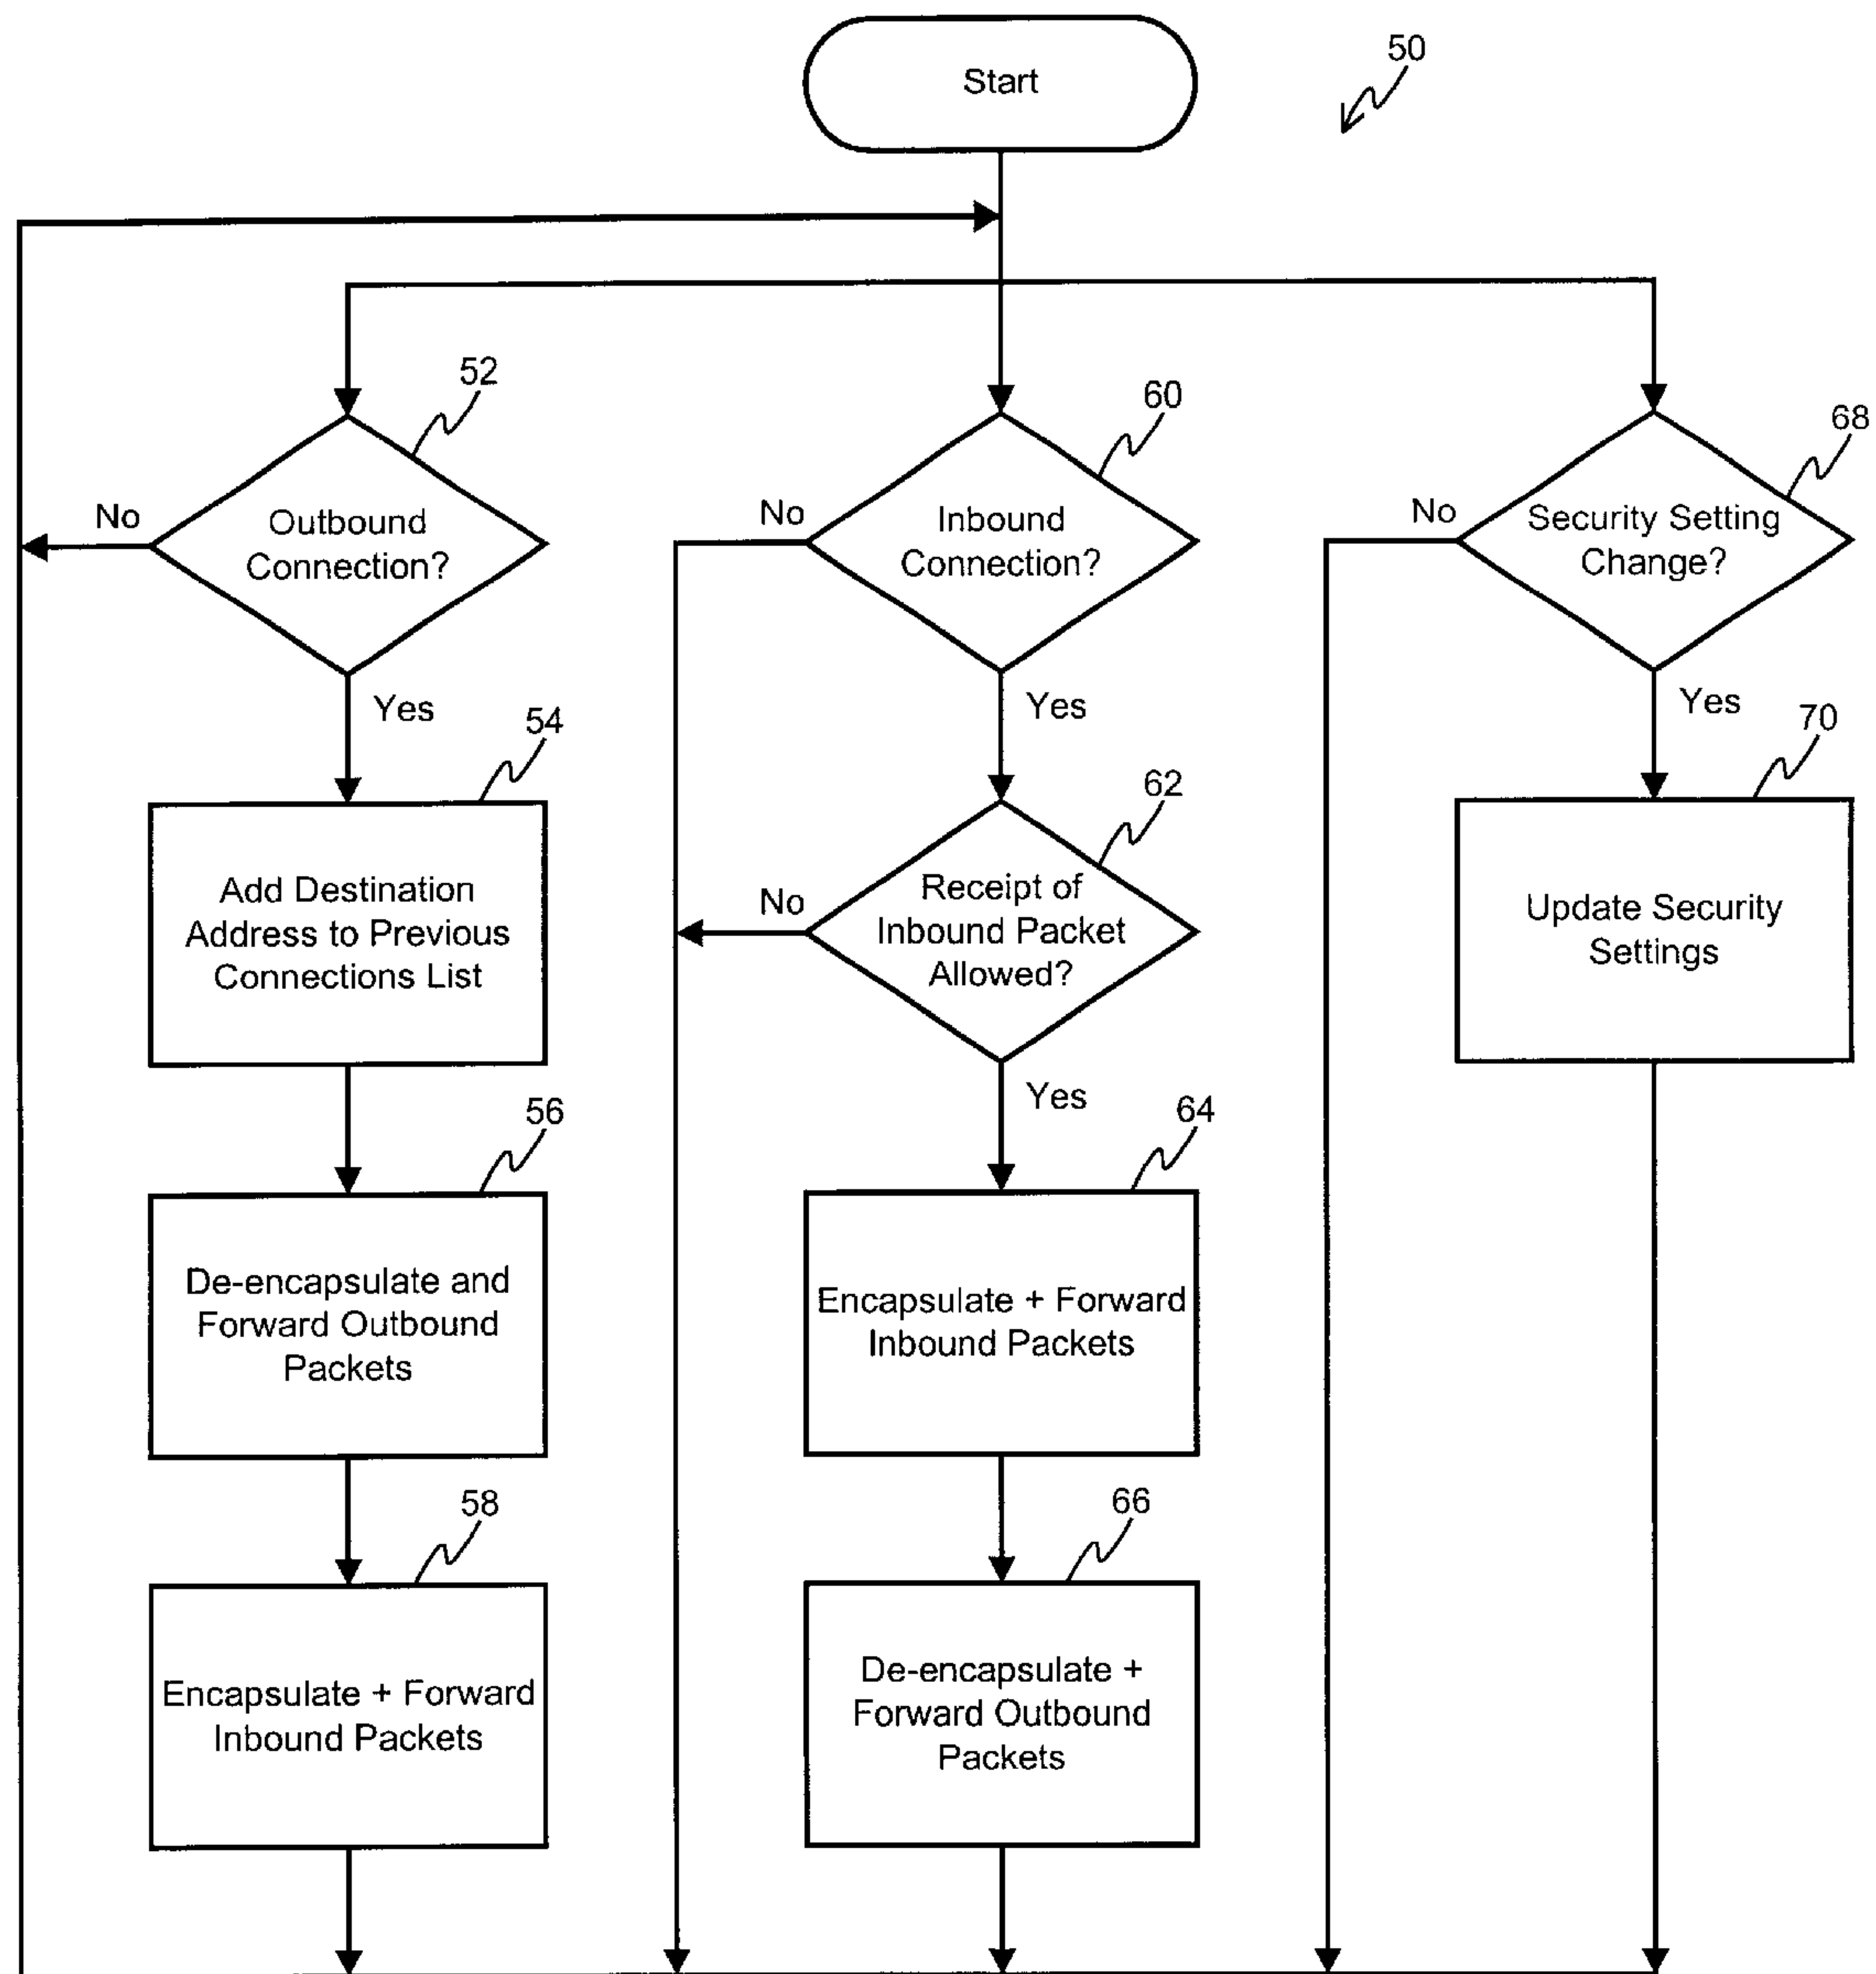 Start
50
52
Outbound
Connection?
No
Yes
60
Inbound
Connection?
No
Yes
68
Security Setting
Change?
No
Yes
54
Add Destination
Address to Previous
Connections List
62
Receipt of
Inbound Packet
Allowed?
No
Yes
70
Update Security
Settings
56
De-encapsulate and
Forward Outbound
Packets
64
Encapsulate + Forward
Inbound Packets
58
Encapsulate + Forward
Inbound Packets
66
De-encapsulate +
Forward Outbound
Packets